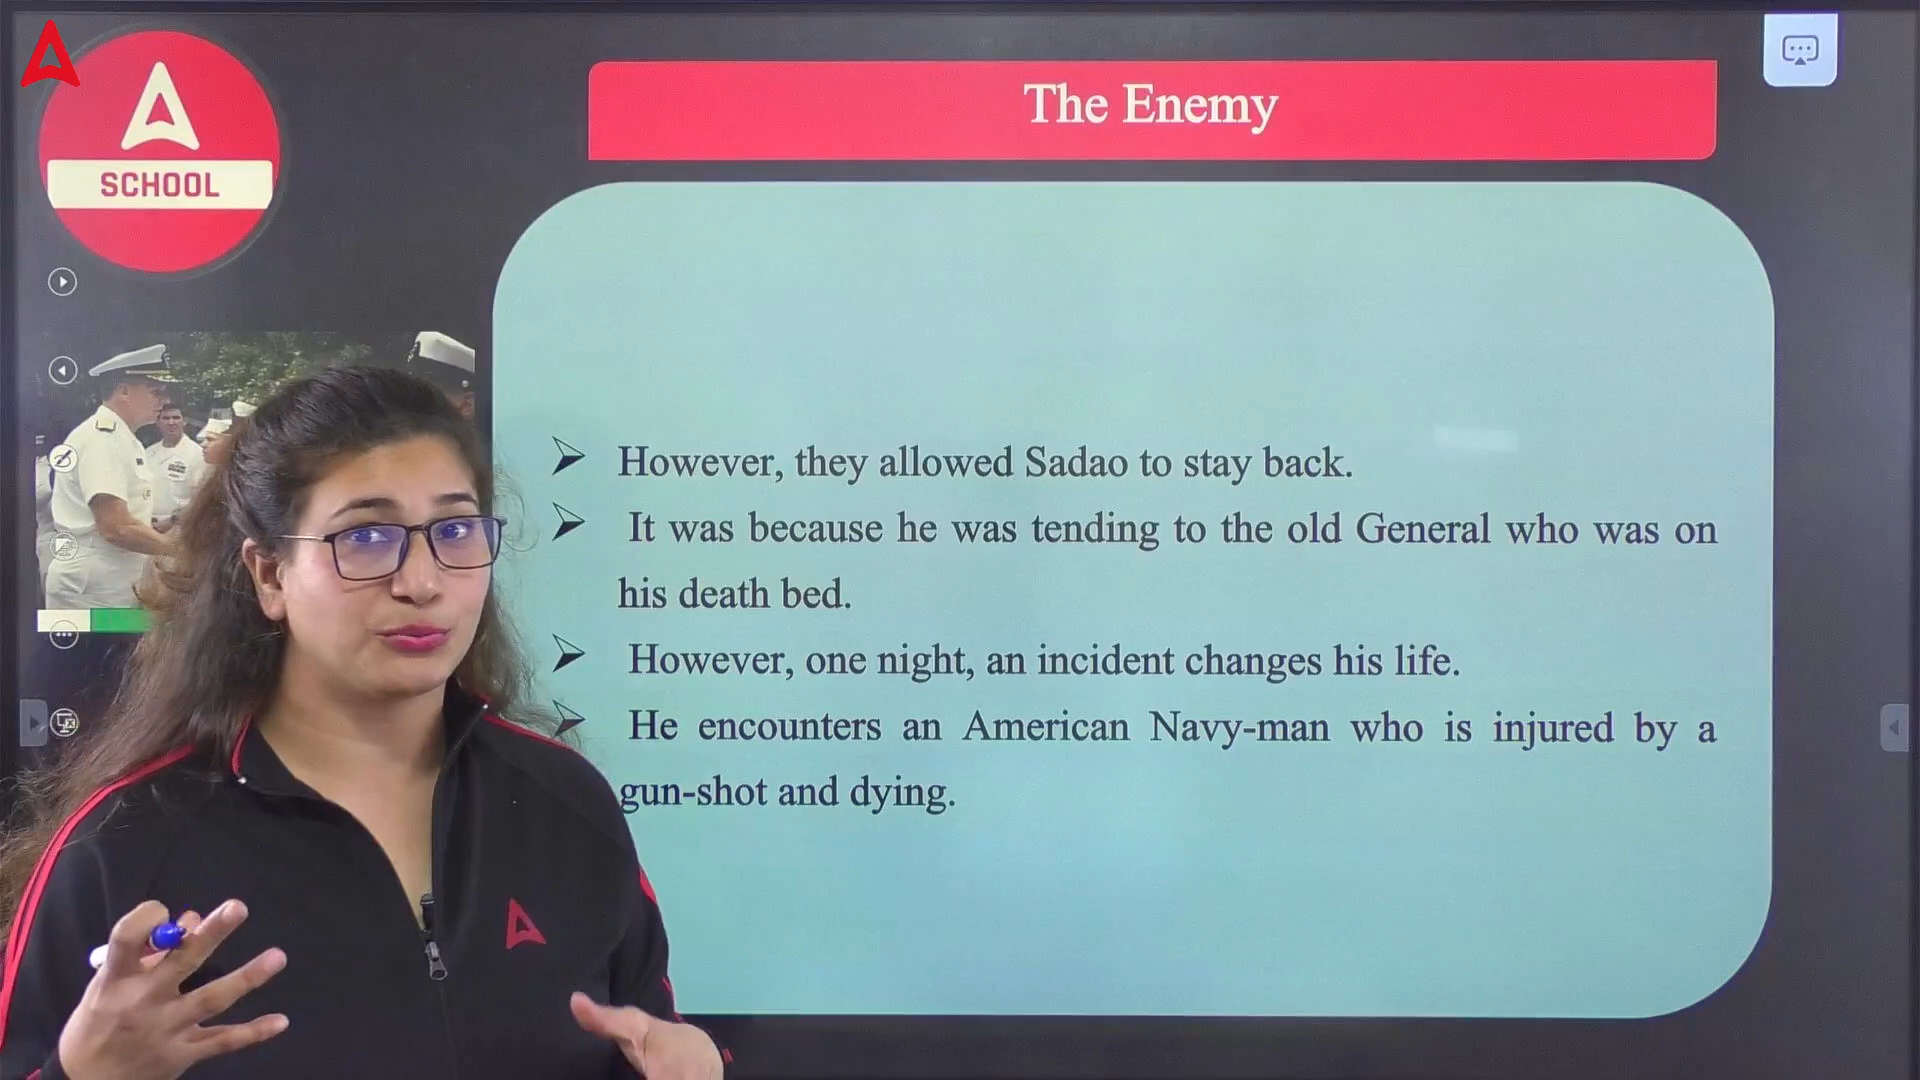 SCHOOL
The Enemy
However, they allowed Sadao to stay back.
It was because he was tending to the old General who was on
his death bed.
However, one night, an incident changes his life.
He encounters an American Navy-man who is injured by a
gun-shot and dying.